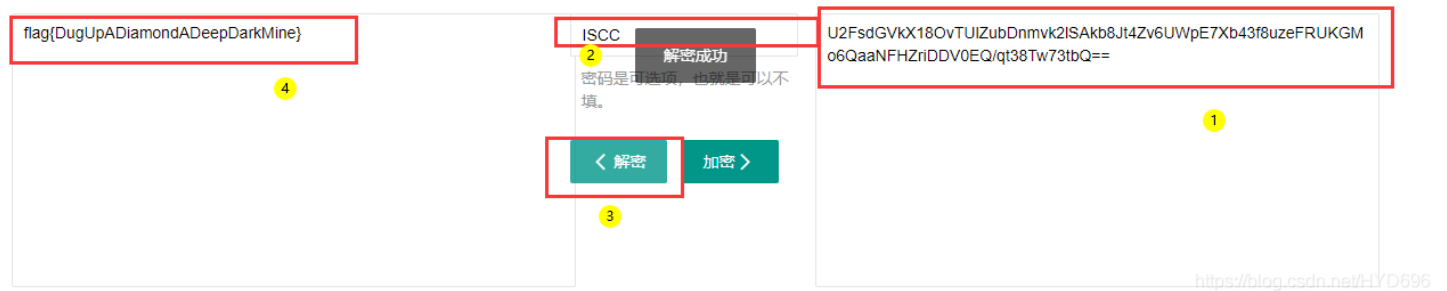 flag{DugUpADiamondADeepDarkMine}
4
ISCC
2
解密成功
密码是可选项，也就是可以不
填。
解密
加密
3
U2FsdGVkX18OvTUlZubDnmvk2lSAkb8Jt4Zv6UWpE7Xb43f8uzeFRUKGM
o6QaaNFHZriDDV0EQ/qt38Tw73tbQ==
1
https://blog.csdn.net/HYD696